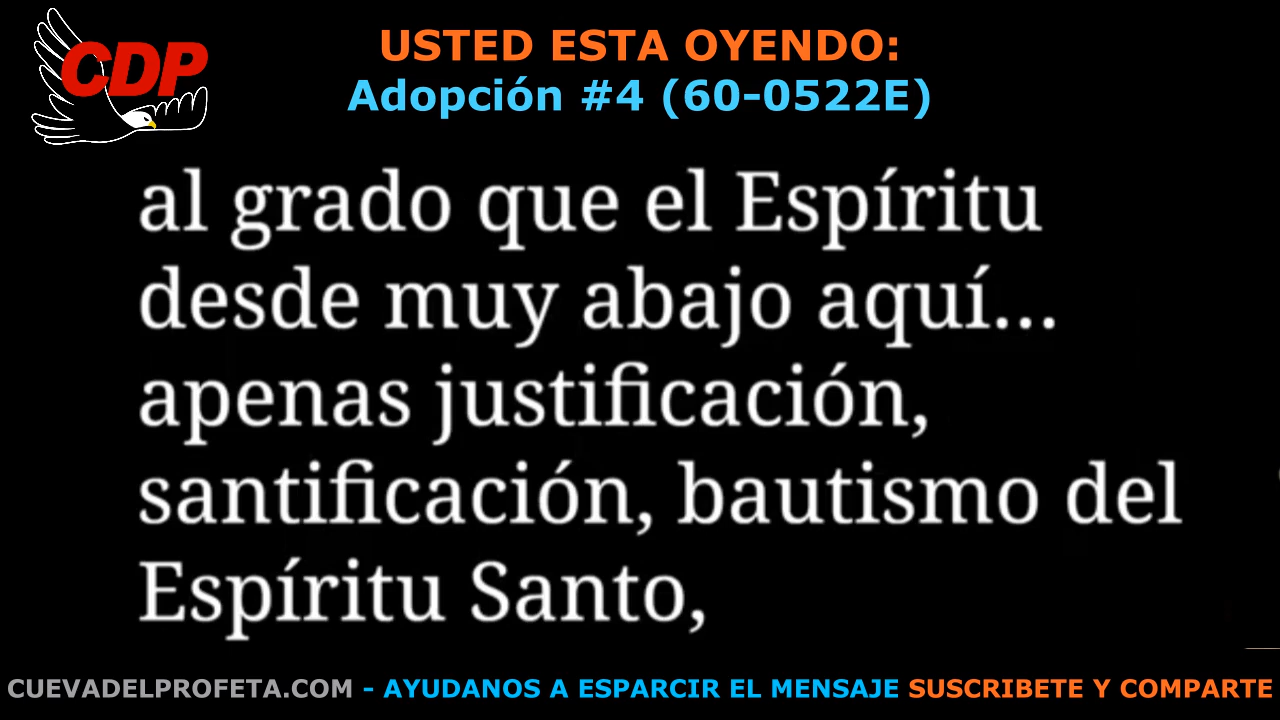 CDP
USTED ESTA OYENDO:
Adopción #4 (60-0522E)
al grado que el Espíritu
desde muy abajo aquí...
apenas justificación,
santificación, bautismo del
Espíritu Santo,
CUEVADELPROFETA.COM - AYUDANOS A ESPARCIR EL MENSAJE SUSCRIBETE Y COMPARTE